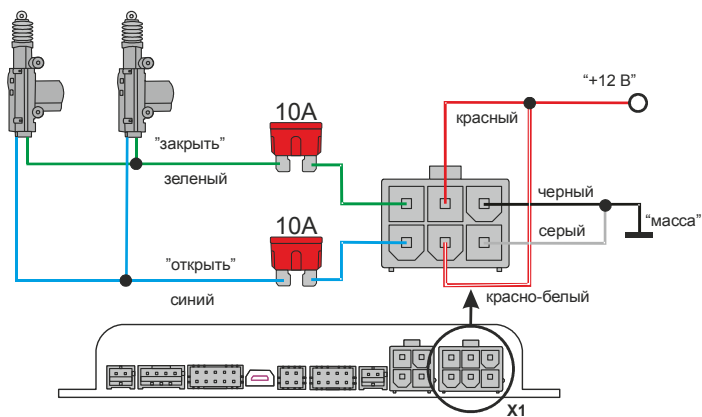 "+12 В"
10A
красный
"закрыть"
зеленый
черный
"масса"
серый
10A
"открыть"
синий
красно-белый
X1